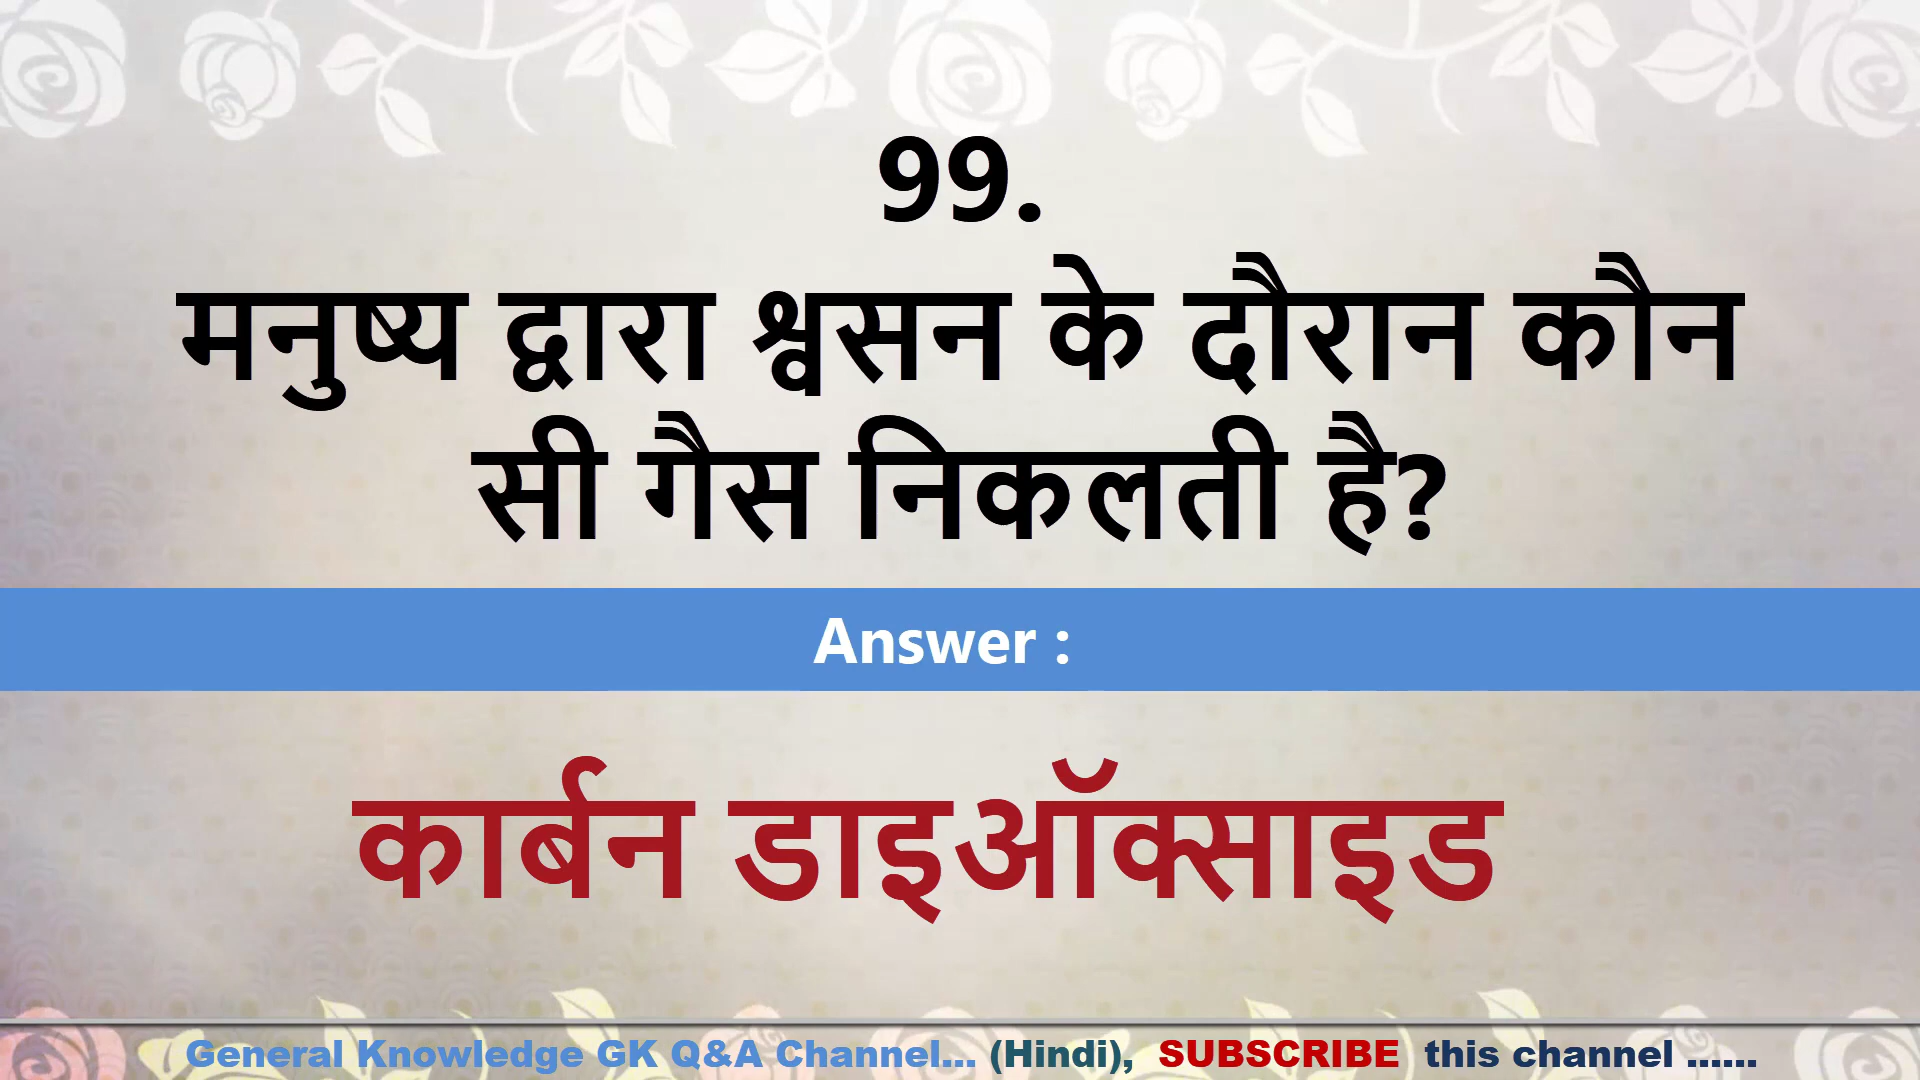 99.
मनुष्य द्वारा श्वसन के दौरान कौन
सी गैस निकलती है?
Answer :
कार्बन डाइऑक्साइड
General Knowledge GK Q&A Channel... (Hindi), SUBSCRIBE this channel ......